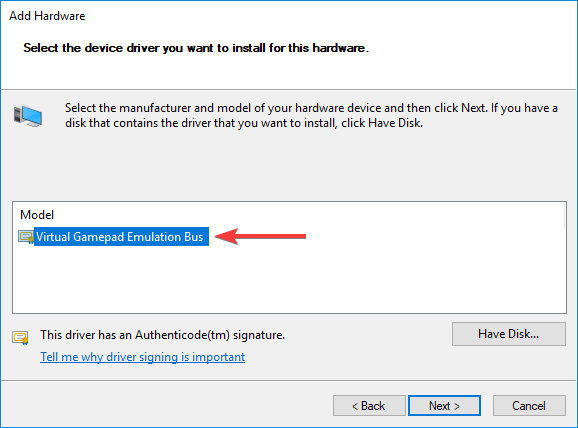 Add Hardware
Select the device driver you want to install for this hardware.
Select the manufacturer and model of your hardware device and then click Next. If you have a
disk that contains the driver that you want to install, click Have Disk.
Model
Virtual Gamepad Emulation Bus
This driver has an Authenticode(tm) signature.
Have Disk...
Tell me why driver signing is important
< Back
Next >
Cancel